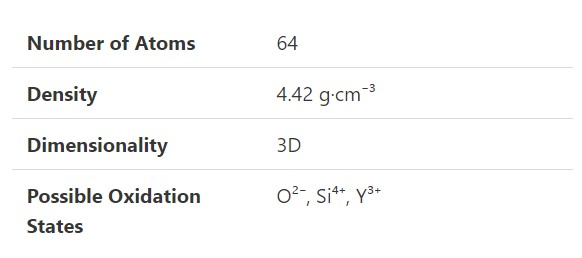 Number of Atoms 64
Density 4.42 g·cm⁻³
Dimensionality 3D
Possible Oxidation States O²⁻, Si⁴⁺, Y³⁺